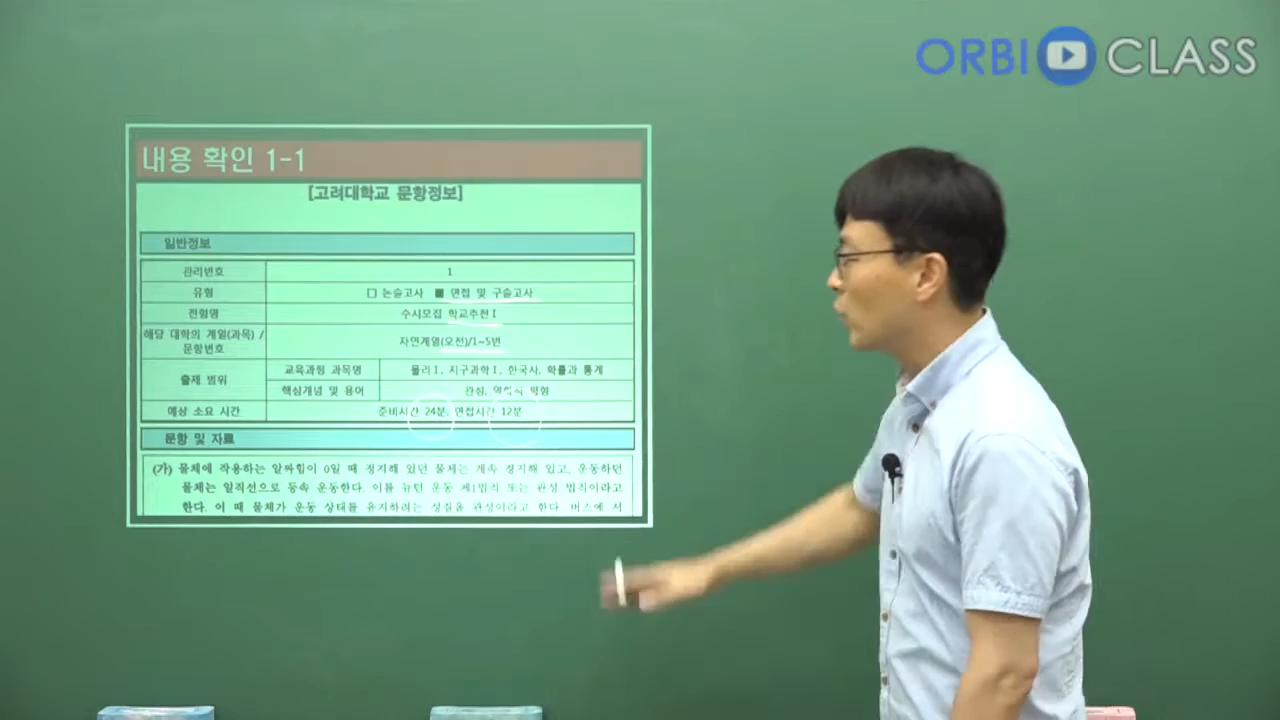 ORBI CLASS
내용 확인 1-1
[고려대학교 문항정보]
일반정보
관리번호 1
유형 □ 논술고사 ■ 면접 및 구술고사
전형명 수시모집 학교추천 I
해당 대학의 계열(과목) / 문항번호 자연계열(오전)/1~5번
출제 범위 교육과정 과목명 물리 I, 지구과학 I, 한국사, 확률과 통계
핵심개념 및 용어 관성, 평형
예상 소요 시간 준비시간 24분, 면접시간 12분
문항 및 자료
(가) 물체에 작용하는 알짜힘이 0일 때 정지해 있던 물체는 계속 정지해 있고, 운동하던
물체는 일직선으로 등속 운동한다. 이를 뉴턴 운동 제1법칙 또는 관성 법칙이라고
한다. 이 때 물체가 운동 상태를 유지하려는 성질을 관성이라고 한다. 버스에 서